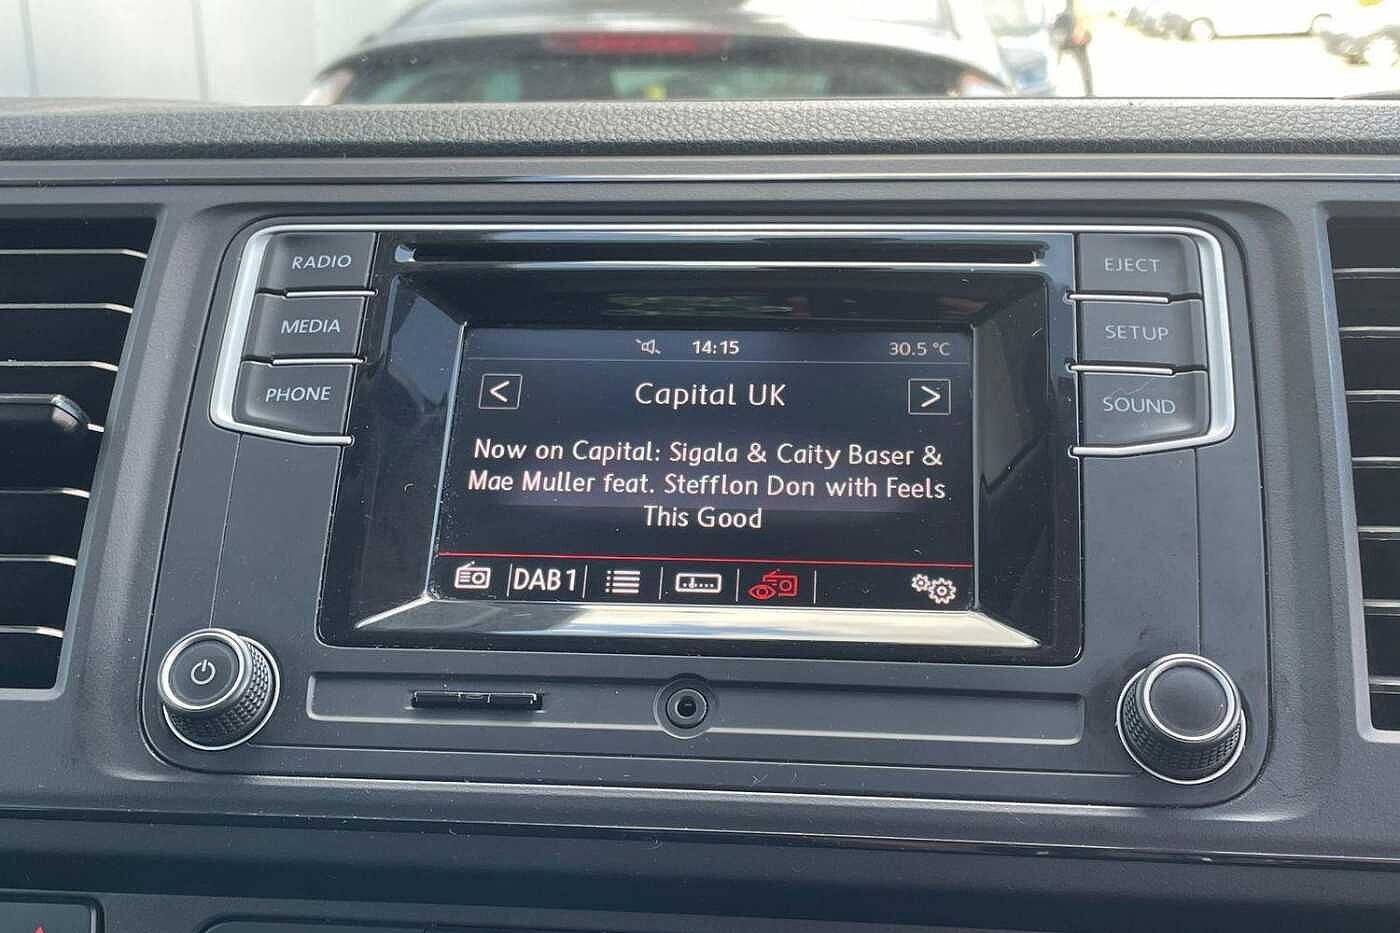 RADIO
MEDIA
PHONE
EJECT
SETUP
SOUND
14:15
30.5 °C
< Capital UK >
Now on Capital: Sigala & Caity Baser &
Mae Muller feat. Stefflon Don with Feels
This Good
DAB1